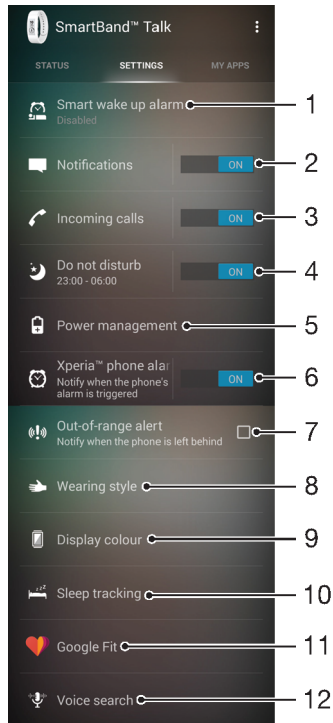 SmartBand™ Talk
STATUS SETTINGS MY APPS
Smart wake up alarm 1
Disabled
Notifications ON 2
Incoming calls ON 3
Do not disturb ON 4
23:00 - 06:00
Power management 5
Xperia™ phone alar
Notify when the phone's
alarm is triggered
ON 6
Out-of-range alert
Notify when the phone is left behind 7
Wearing style 8
Display colour 9
Sleep tracking 10
Google Fit 11
Voice search 12